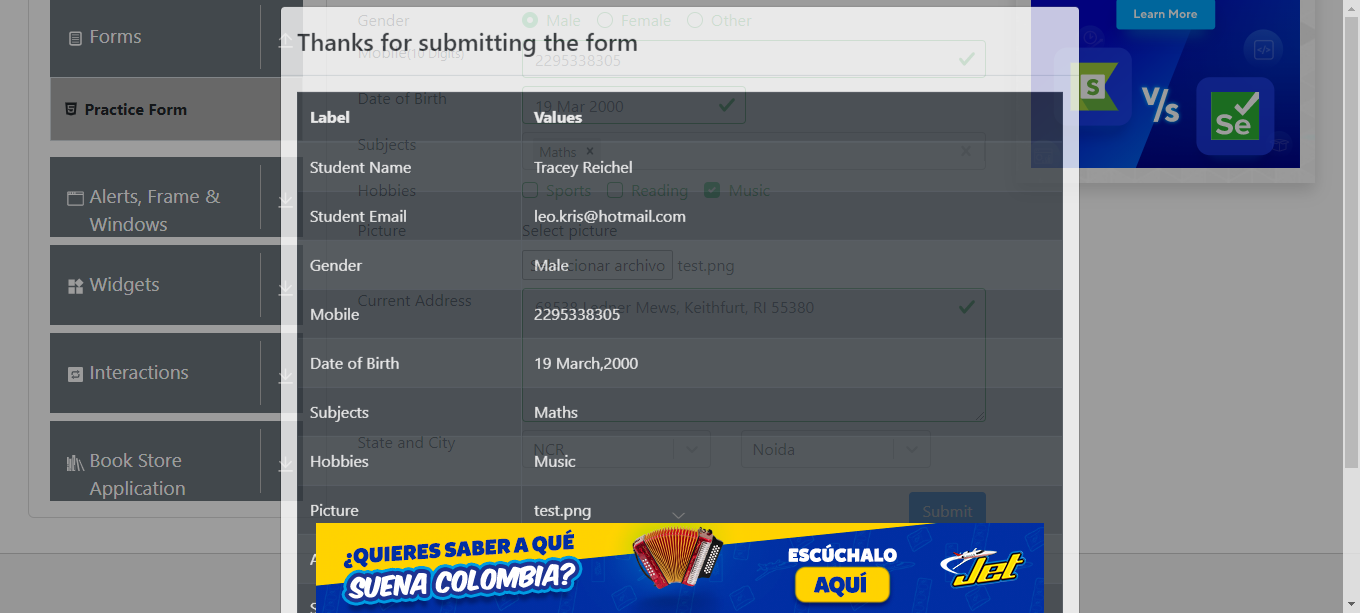 Forms
Practice Form
Alerts, Frame &
Windows
Widgets
Interactions
Book Store
Application
Gender
Male
Female
Other
Thanks for submitting the form
Mobile(10 Digits)
2295338305
Date of Birth
19 Mar 2000
Subjects
Maths
Hobbies
Sports
Reading
Music
Picture
Select picture
test.png
Current Address
Ledner Mews, Keithfurt, RI 55380
State and City
NCR
Noida
Submit
Label Values
Student Name Tracey Reichel
Student Email leo.kris@hotmail.com
Gender Male
Mobile 2295338305
Date of Birth 19 March,2000
Subjects Maths
Hobbies Music
Picture test.png
Learn More
S
V/s
Se
¿QUIERES SABER A QUÉ
SUENA COLOMBIA?
ESCÚCHALO
AQUÍ
Jet